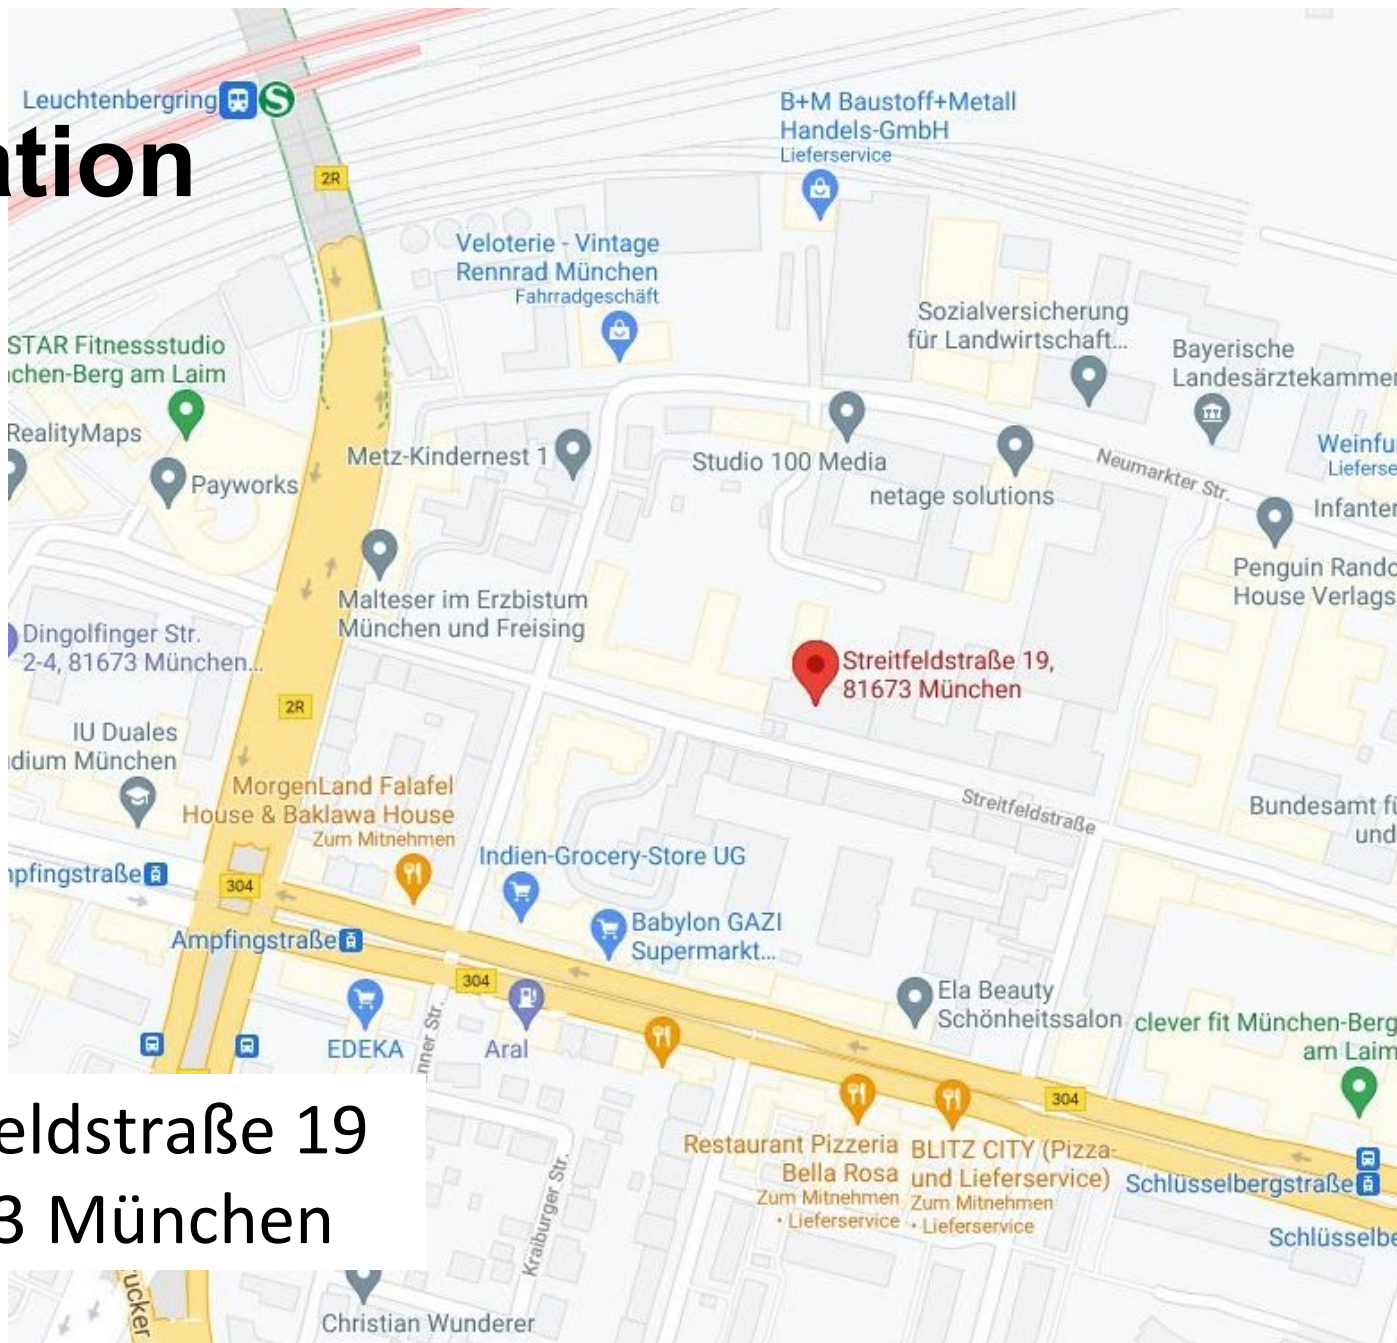 Leuchtenbergring
S
ation
2R
B+M Baustoff+Metall
Handels-GmbH
Lieferservice
Veloterie - Vintage
Rennrad München
Fahrradgeschäft
Sozialversicherung
für Landwirtschaft...
Bayerische
Landesärztekammer
STAR Fitnessstudio
chen-Berg am Laim
RealityMaps
Payworks
Metz-Kindernest 1
Studio 100 Media
netage solutions
Neumarkter Str.
Weinfu
Lieferse
Infanter
Penguin Rando
House Verlags
Malteser im Erzbistum
München und Freising
Dingolfinger Str.
2-4, 81673 München...
Streitfeldstraße 19,
81673 München
2R
IU Duales
dium München
MorgenLand Falafel
House & Baklawa House
Zum Mitnehmen
Streitfeldstraße
Bundesamt fü
und
Indien-Grocery-Store UG
mpfingstraße
304
Ampfingstraße
Babylon GAZI
Supermarkt...
304
EDEKA
Aral
nner Str.
Ela Beauty
Schönheitssalon
clever fit München-Berg
am Laim
304
eldstraße 19
3 München
Restaurant Pizzeria
Bella Rosa
Zum Mitnehmen
• Lieferservice
BLITZ CITY (Pizza-
und Lieferservice)
Zum Mitnehmen
• Lieferservice
Schlüsselbergstraße
Schlüsselbe
Kraiburger Str.
ucker
Christian Wunderer